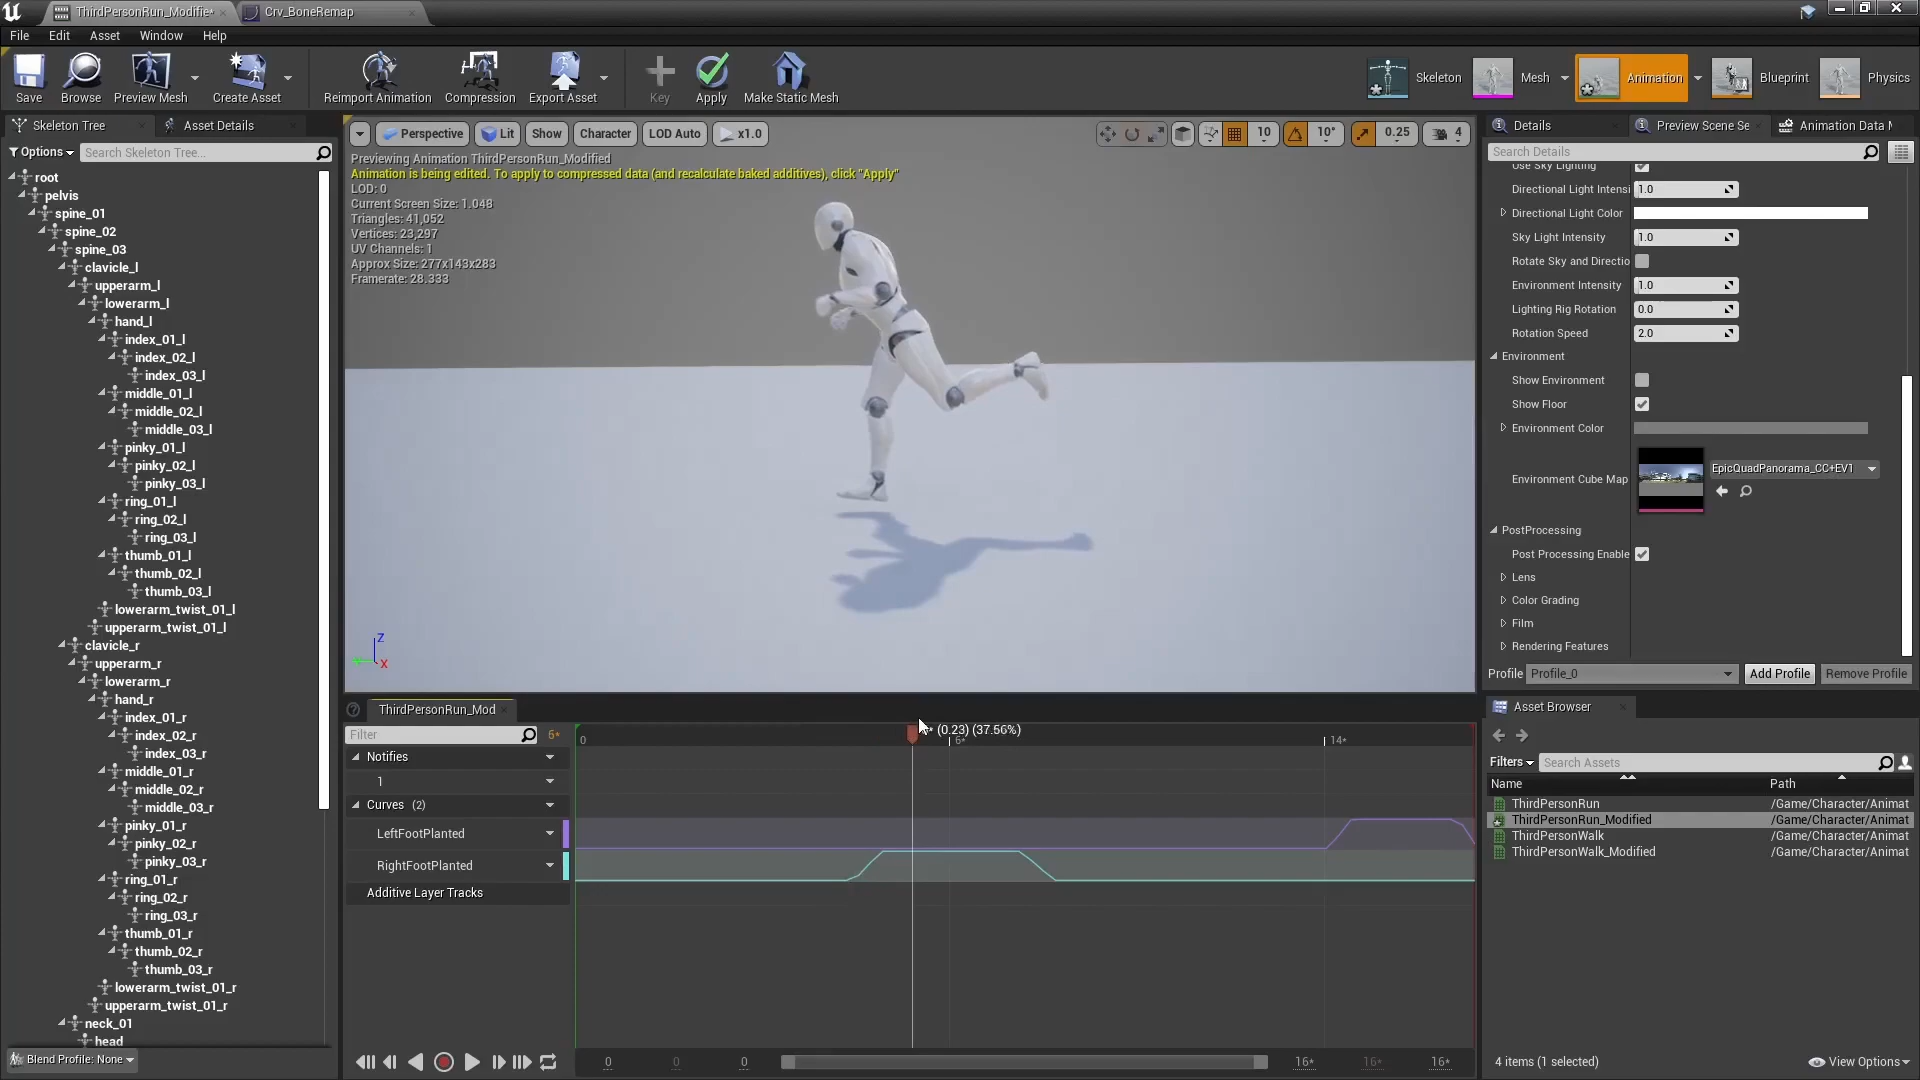 ThirdPersonRun_Modifie*
Crv_BoneRemap
File Edit Asset Window Help
Save Browse Preview Mesh Create Asset Reimport Animation Compression Export Asset Key Apply Make Static Mesh
Skeleton Mesh Animation Blueprint Physics
Skeleton Tree Asset Details
Options Search Skeleton Tree...
root
pelvis
spine_01
spine_02
spine_03
clavicle_l
upperarm_l
lowerarm_l
hand_l
index_01_l
index_02_l
index_03_l
middle_01_l
middle_02_l
middle_03_l
pinky_01_l
pinky_02_l
pinky_03_l
ring_01_l
ring_02_l
ring_03_l
thumb_01_l
thumb_02_l
thumb_03_l
lowerarm_twist_01_l
upperarm_twist_01_l
clavicle_r
upperarm_r
lowerarm_r
hand_r
index_01_r
index_02_r
index_03_r
middle_01_r
middle_02_r
middle_03_r
pinky_01_r
pinky_02_r
pinky_03_r
ring_01_r
ring_02_r
ring_03_r
thumb_01_r
thumb_02_r
thumb_03_r
lowerarm_twist_01_r
upperarm_twist_01_r
neck_01
head
Blend Profile: None
Perspective Lit Show Character LOD Auto x1.0
10 10° 0.25 4
Previewing Animation ThirdPersonRun_Modified
Animation is being edited. To apply to compressed data (and recalculate baked additives), click "Apply"
LOD: 0
Current Screen Size: 1.048
Triangles: 41,052
Vertices: 23,297
UV Channels: 1
Approx Size: 277x143x283
Framerate: 28.333
Z
X
ThirdPersonRun_Mod
Filter 6*
(0.23) (37.56%)
0 6* 14*
Notifies
1
Curves (2)
LeftFootPlanted
RightFootPlanted
Additive Layer Tracks
0 0 0 16* 16* 16*
Details Preview Scene Se Animation Data M
Search Details
Use Sky Lighting
Directional Light Intensi 1.0
Directional Light Color
Sky Light Intensity 1.0
Rotate Sky and Directio
Environment Intensity 1.0
Lighting Rig Rotation 0.0
Rotation Speed 2.0
Environment
Show Environment
Show Floor
Environment Color
Environment Cube Map EpicQuadPanorama_CC+EV1
PostProcessing
Post Processing Enable
Lens
Color Grading
Film
Rendering Features
Profile Profile_0 Add Profile Remove Profile
Asset Browser
Filters Search Assets
Name Path
ThirdPersonRun /Game/Character/Animat
ThirdPersonRun_Modified /Game/Character/Animat
ThirdPersonWalk /Game/Character/Animat
ThirdPersonWalk_Modified /Game/Character/Animat
4 items (1 selected) View Options